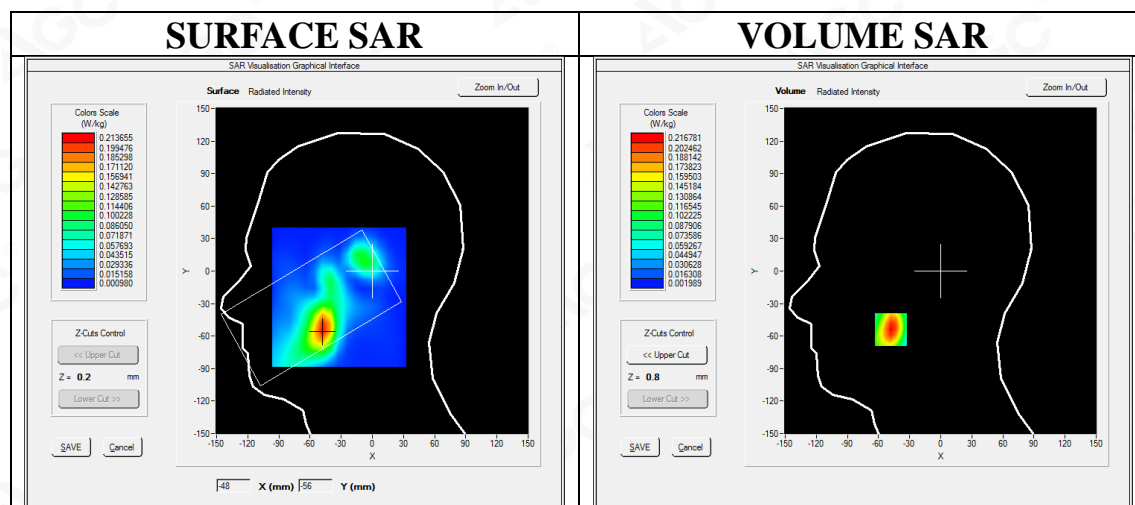 SURFACE SAR
VOLUME SAR
SAR Visualisation Graphical Interface
Surface Radiated Intensity
Zoom In/Out
Colors Scale
(W/kg)
0.213655
0.199476
0.185298
0.171120
0.156941
0.142763
0.128585
0.114406
0.100228
0.086050
0.071871
0.057693
0.043515
0.029336
0.015158
0.000980
Z-Cuts Control
<< Upper Cut
Z = 0.2 mm
Lower Cut >>
SAVE Cancel
150
120
90
60
30
0
-30
-60
-90
-120
-150
Y
-150 -120 -90 -60 -30 0 30 60 90 120 150
X
-48 X (mm) -56 Y (mm)
SAR Visualisation Graphical Interface
Volume Radiated Intensity
Zoom In/Out
Colors Scale
(W/kg)
0.216781
0.202462
0.188142
0.173823
0.159503
0.145184
0.130864
0.116545
0.102225
0.087906
0.073586
0.059267
0.044947
0.030628
0.016308
0.001989
Z-Cuts Control
<< Upper Cut
Z = 0.8 mm
Lower Cut >>
SAVE Cancel
150
120
90
60
30
0
-30
-60
-90
-120
-150
Y
-150 -120 -90 -60 -30 0 30 60 90 120 150
X